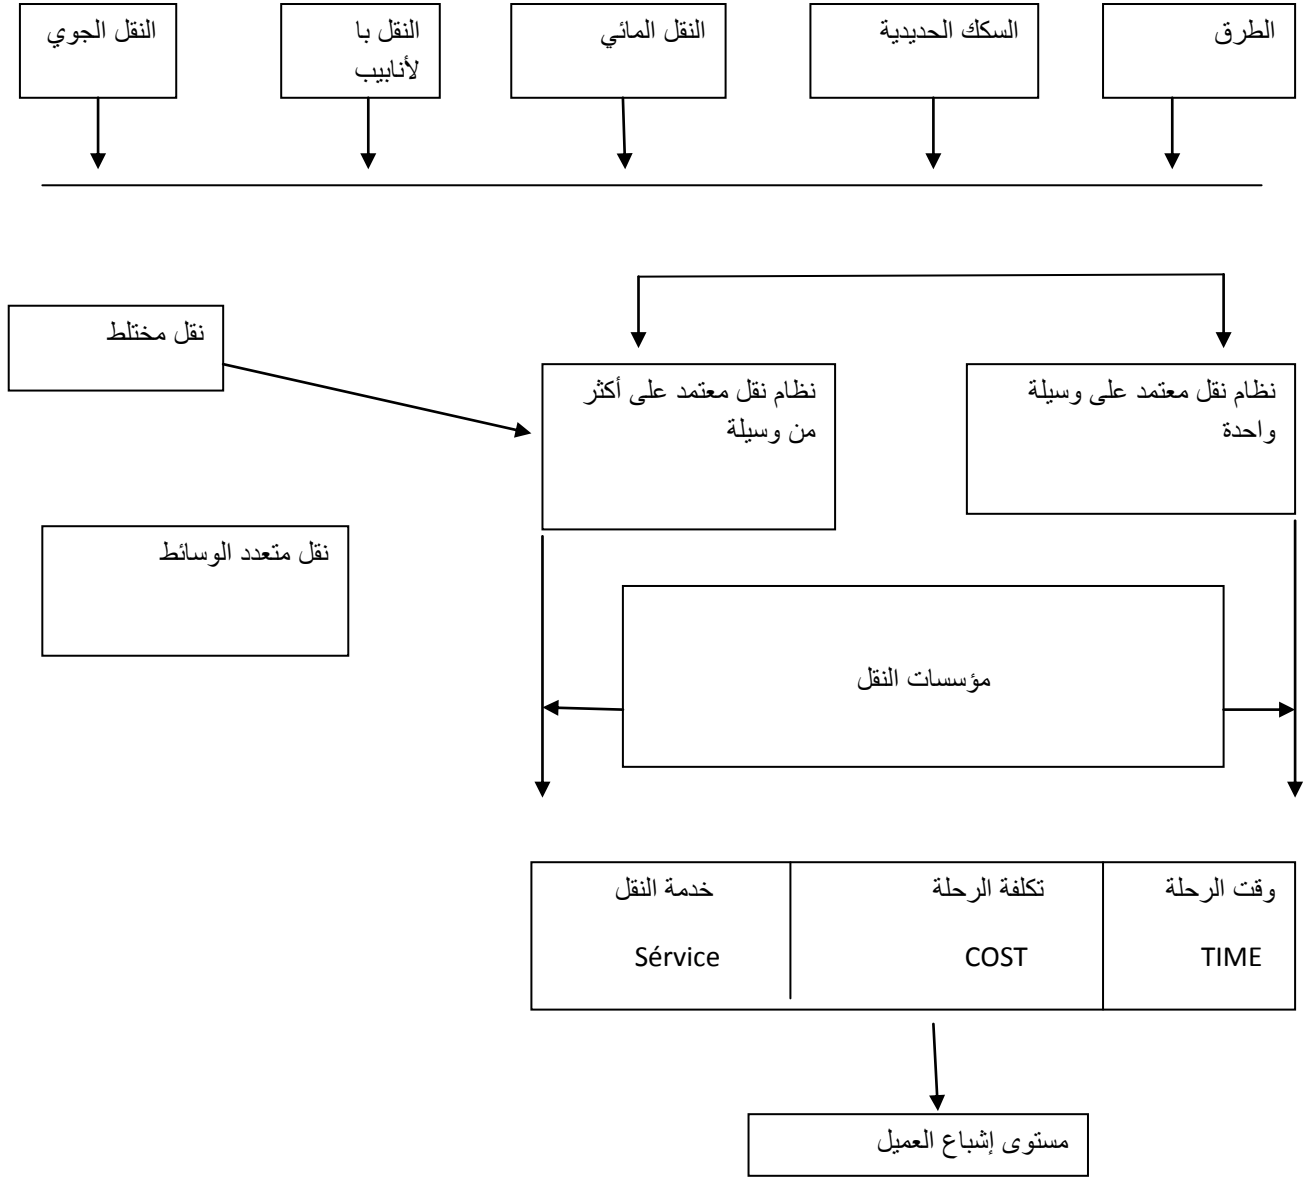 الطرق
السكك الحديدية
النقل المائي
النقل با
لأنابيب
النقل الجوي
نقل مختلط
نظام نقل معتمد على وسيلة
واحدة
نظام نقل معتمد على أكثر
من وسيلة
نقل متعدد الوسائط
مؤسسات النقل
وقت الرحلة
TIME
تكلفة الرحلة
COST
خدمة النقل
Sérvice
مستوى إشباع العميل